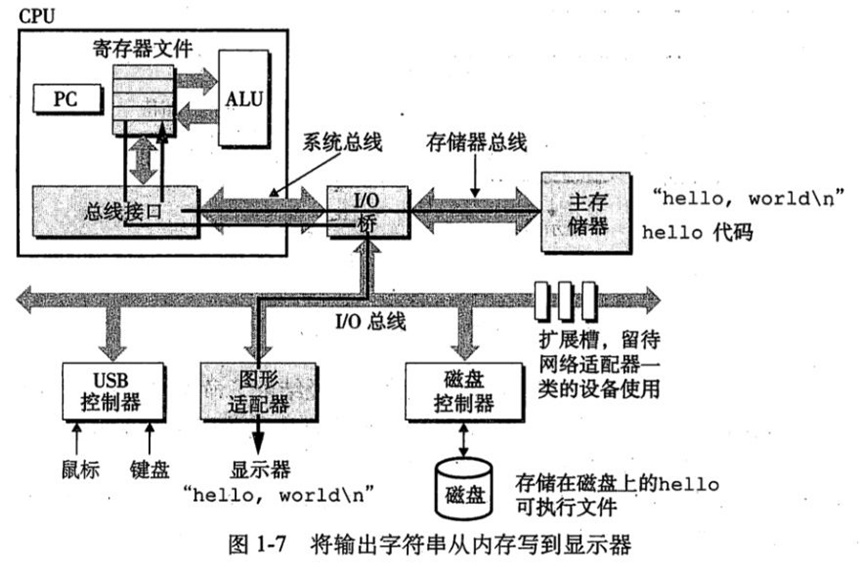 CPU
寄存器文件
PC
ALU
系统总线
存储器总线
总线接口
I/O
桥
主存
储器
“hello, world\n”
hello 代码
I/O 总线
扩展槽，留待
网络适配器一
类的设备使用
USB
控制器
图形
适配器
磁盘
控制器
鼠标
键盘
显示器
“hello, world\n”
磁盘
存储在磁盘上的hello
可执行文件
图 1-7 将输出字符串从内存写到显示器